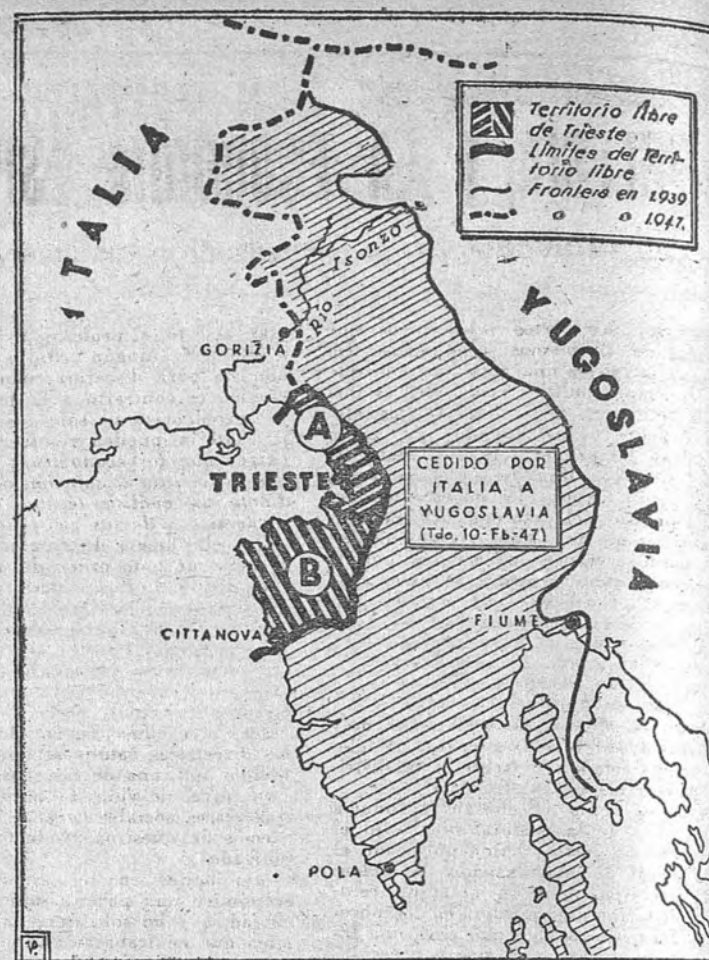 Territorio libre
de Trieste
Límites del Terri-
torio libre
Frontera en 1939
" " 1947.
ITALIA
YUGOSLAVIA
Isonzo
Río
GORIZIA
A
TRIESTE
CEDIDO POR
ITALIA A
YUGOSLAVIA
(Tdo, 10-Fb.-47)
B
FIUME
CITTANOVA
POLA